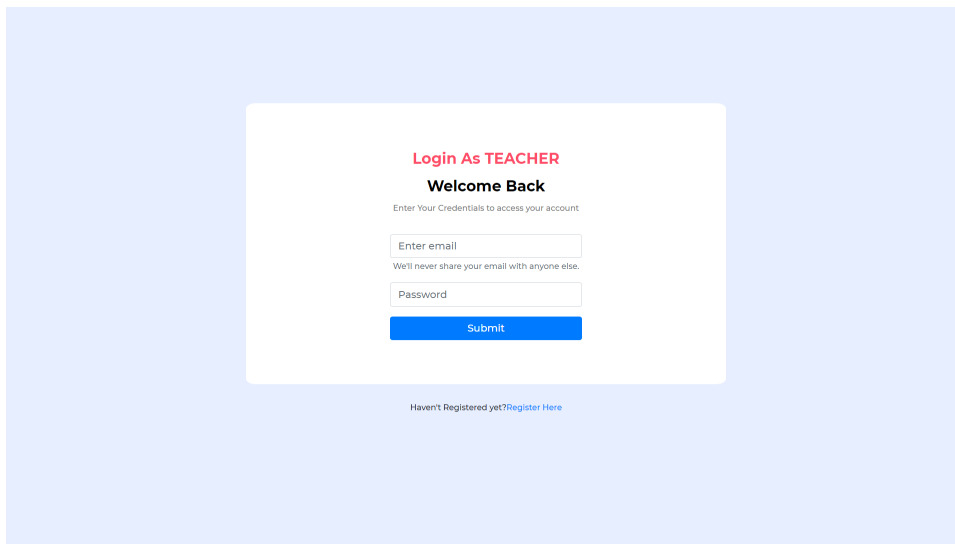 Login As TEACHER
Welcome Back
Enter Your Credentials to access your account
Enter email
We'll never share your email with anyone else.
Password
Submit
Haven't Registered yet?Register Here